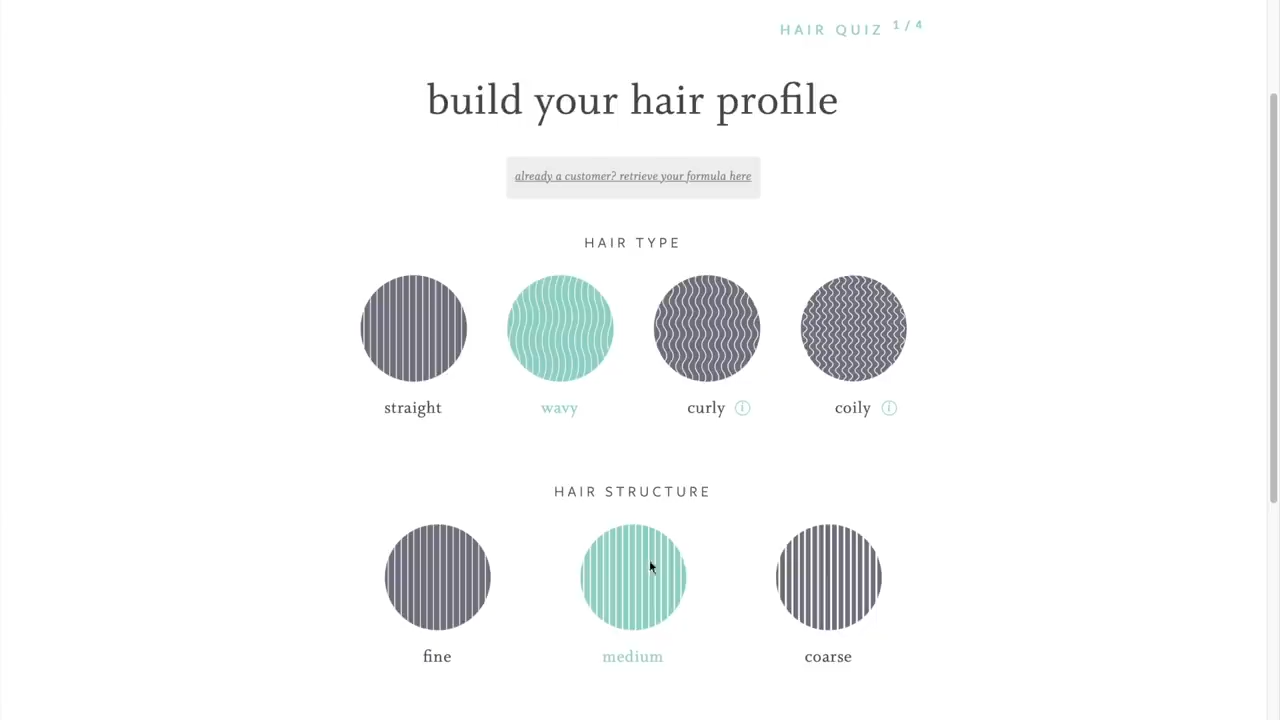 HAIR QUIZ 1/4
build your hair profile
already a customer? retrieve your formula here
HAIR TYPE
straight wavy curly ⓘ coily ⓘ
HAIR STRUCTURE
fine medium coarse